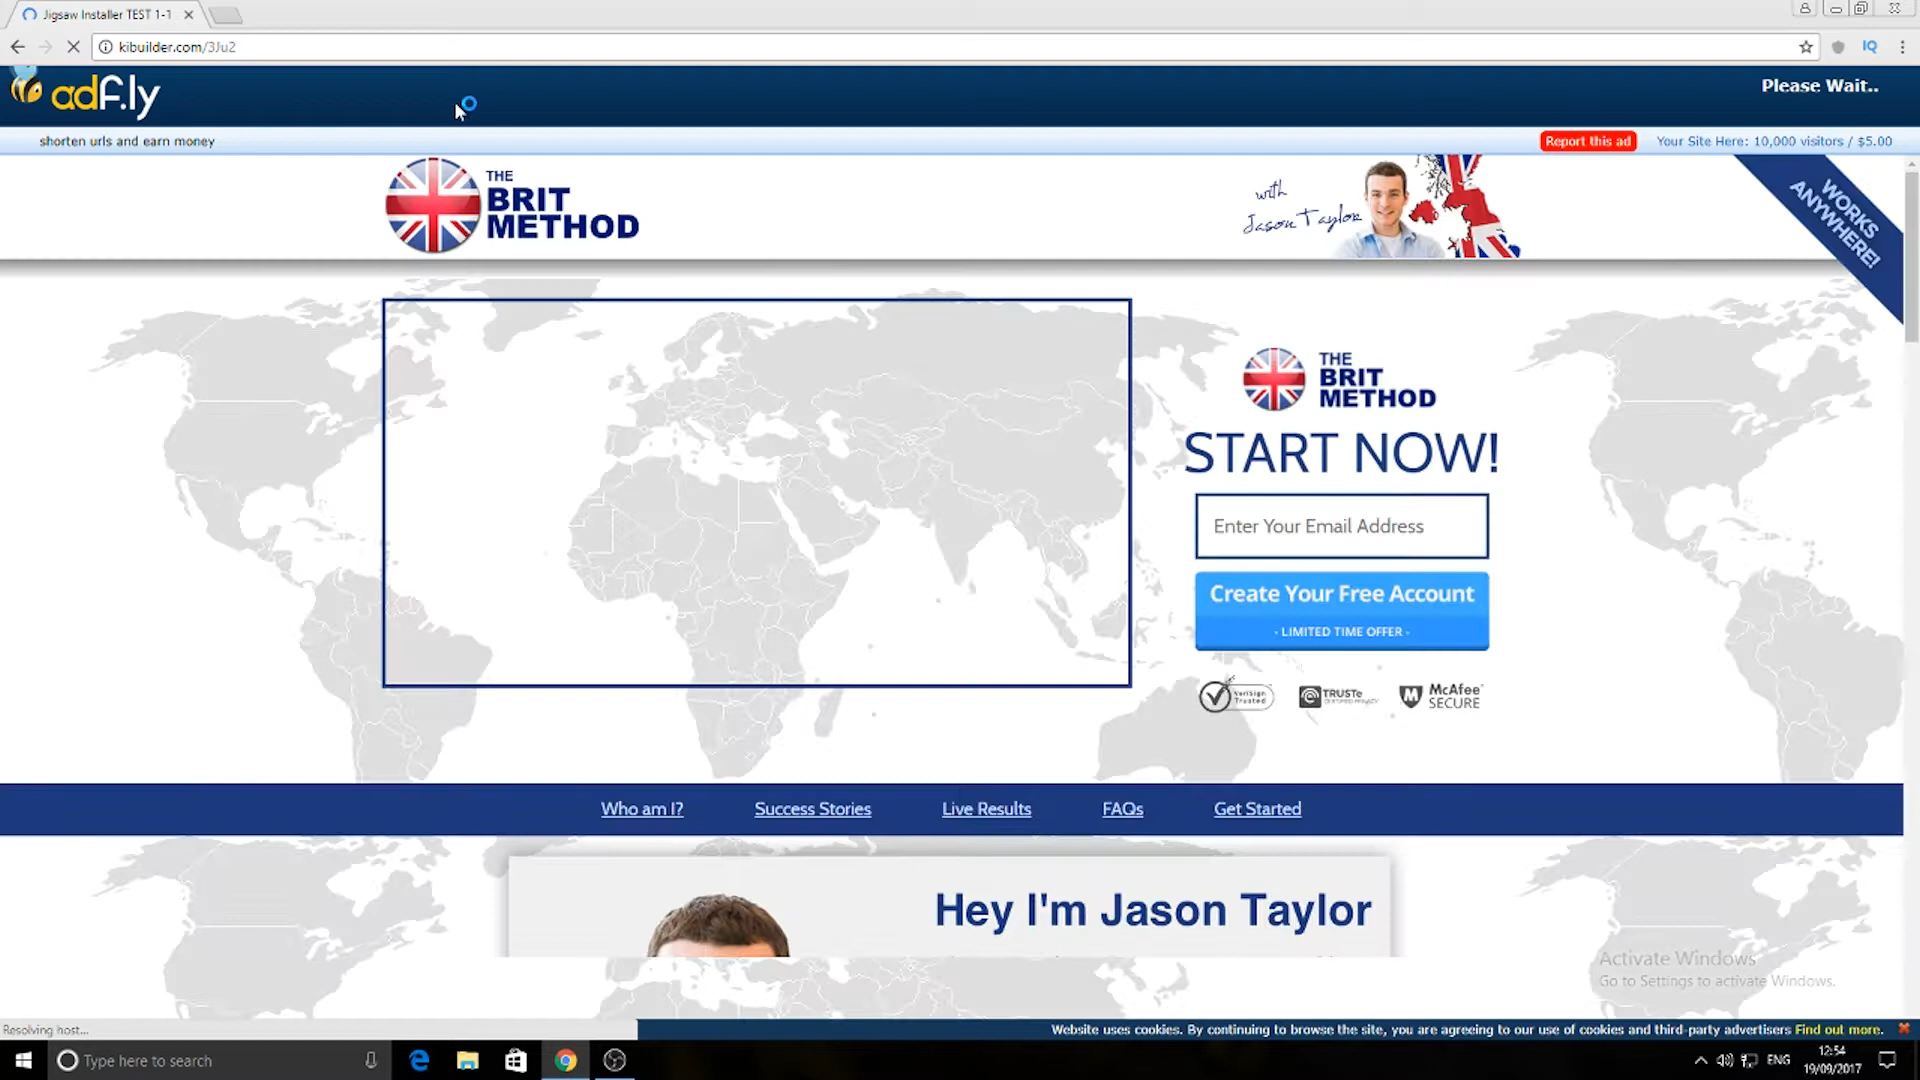 Jigsaw Installer TEST 1-1
kibuilder.com/3Ju2
IQ
adf.ly
Please Wait..
shorten urls and earn money
Report this ad
Your Site Here: 10,000 visitors / $5.00
THE
BRIT
METHOD
with
Jason Taylor
WORKS
ANYWHERE!
THE
BRIT
METHOD
START NOW!
Enter Your Email Address
Create Your Free Account
- LIMITED TIME OFFER -
VeriSign
Trusted
TRUSTe
CERTIFIED PRIVACY
McAfee
SECURE
Who am I?
Success Stories
Live Results
FAQs
Get Started
Hey I'm Jason Taylor
Activate Windows
Go to Settings to activate Windows.
Resolving host...
Website uses cookies. By continuing to browse the site, you are agreeing to our use of cookies and third-party advertisers Find out more.
Type here to search
ENG
12:54
19/09/2017